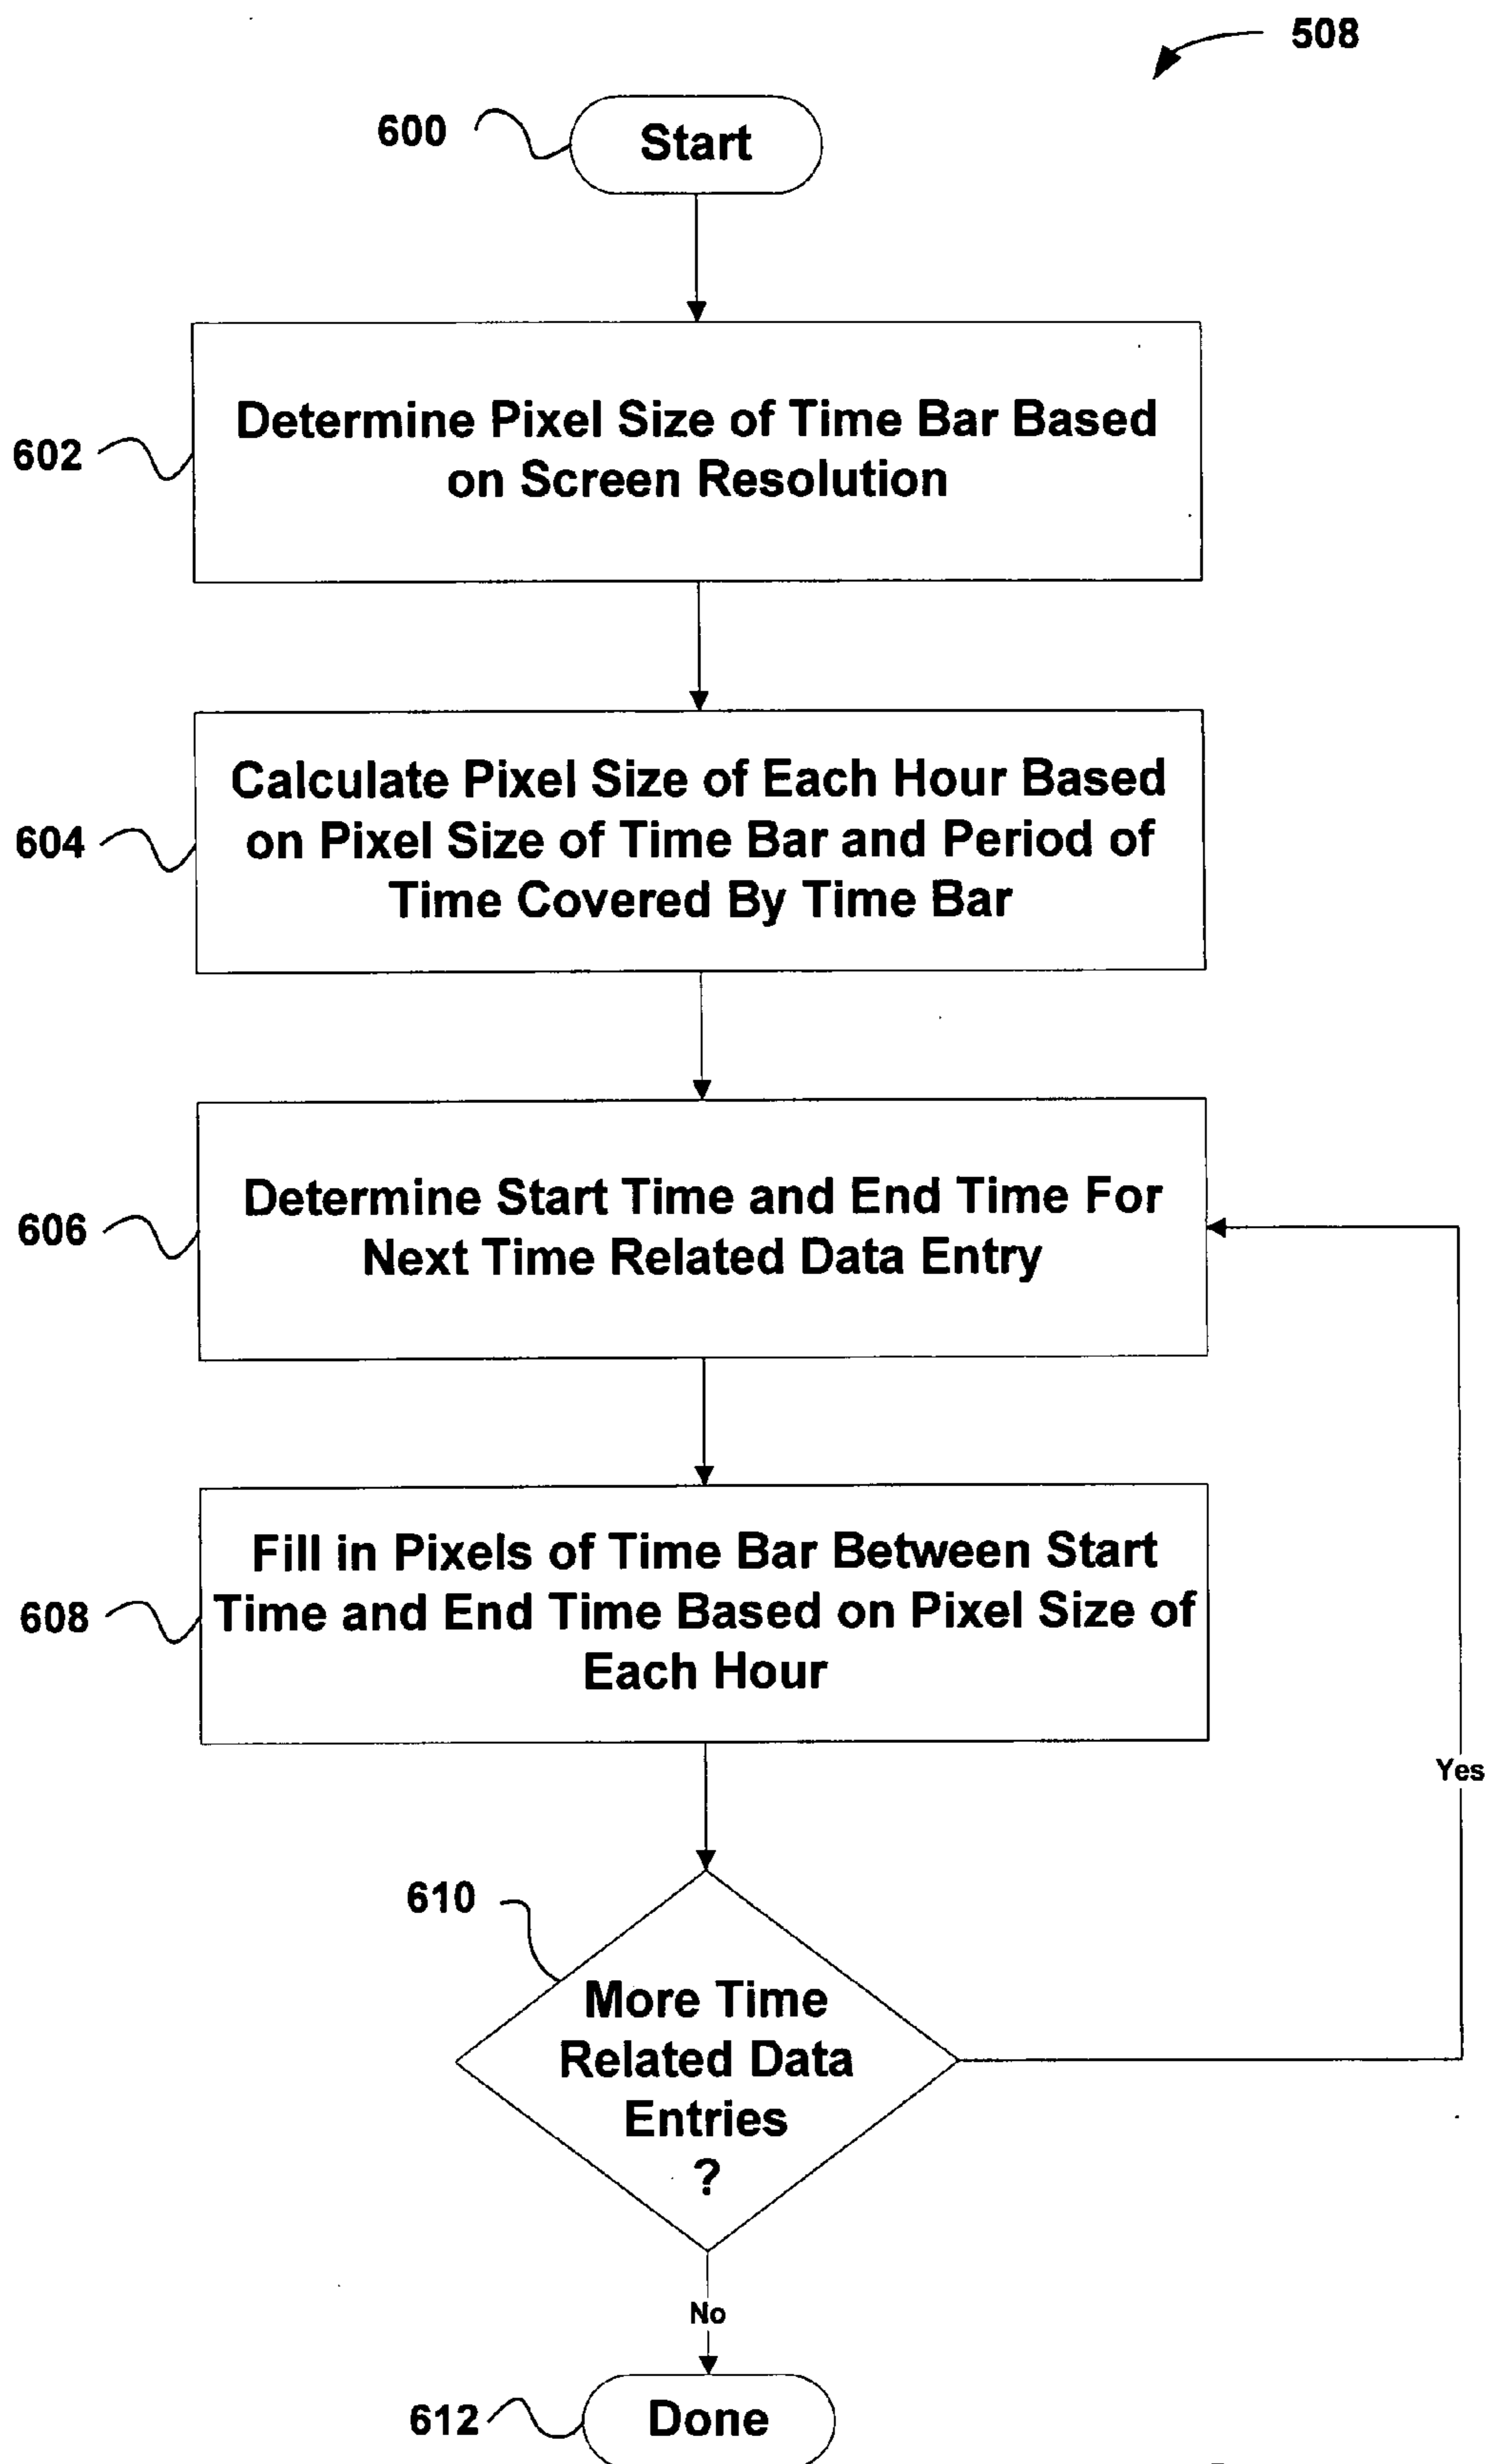 508
600
Start
602
Determine Pixel Size of Time Bar Based
on Screen Resolution
604
Calculate Pixel Size of Each Hour Based
on Pixel Size of Time Bar and Period of
Time Covered By Time Bar
606
Determine Start Time and End Time For
Next Time Related Data Entry
608
Fill in Pixels of Time Bar Between Start
Time and End Time Based on Pixel Size of
Each Hour
Yes
610
More Time
Related Data
Entries
?
No
612
Done